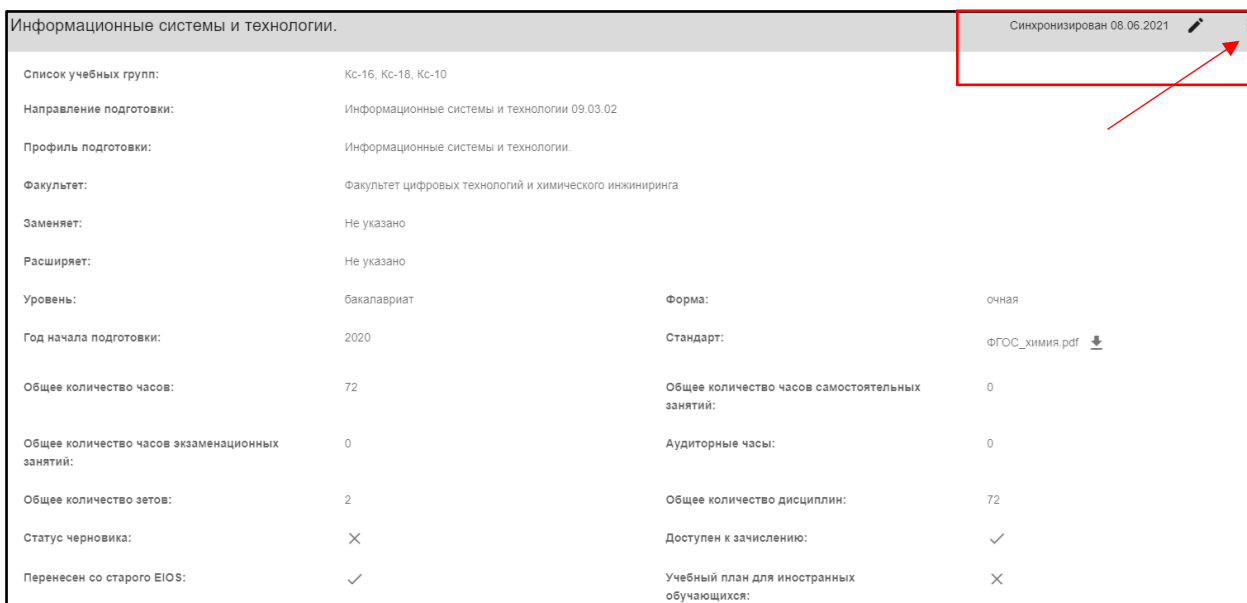 Информационные системы и технологии. Синхронизирован 08.06.2021
Список учебных групп: Кс-16, Кс-18, Кс-10
Направление подготовки: Информационные системы и технологии 09.03.02
Профиль подготовки: Информационные системы и технологии.
Факультет: Факультет цифровых технологий и химического инжиниринга
Заменяет: Не указано
Расширяет: Не указано
Уровень: бакалавриат Форма: очная
Год начала подготовки: 2020 Стандарт: ФГОС_химия.pdf
Общее количество часов: 72 Общее количество часов самостоятельных 0
занятий:
Общее количество часов экзаменационных 0 Аудиторные часы: 0
занятий:
Общее количество зетов: 2 Общее количество дисциплин: 72
Статус черновика: Доступен к зачислению:
Перенесен со старого EIOS: Учебный план для иностранных
обучающихся: